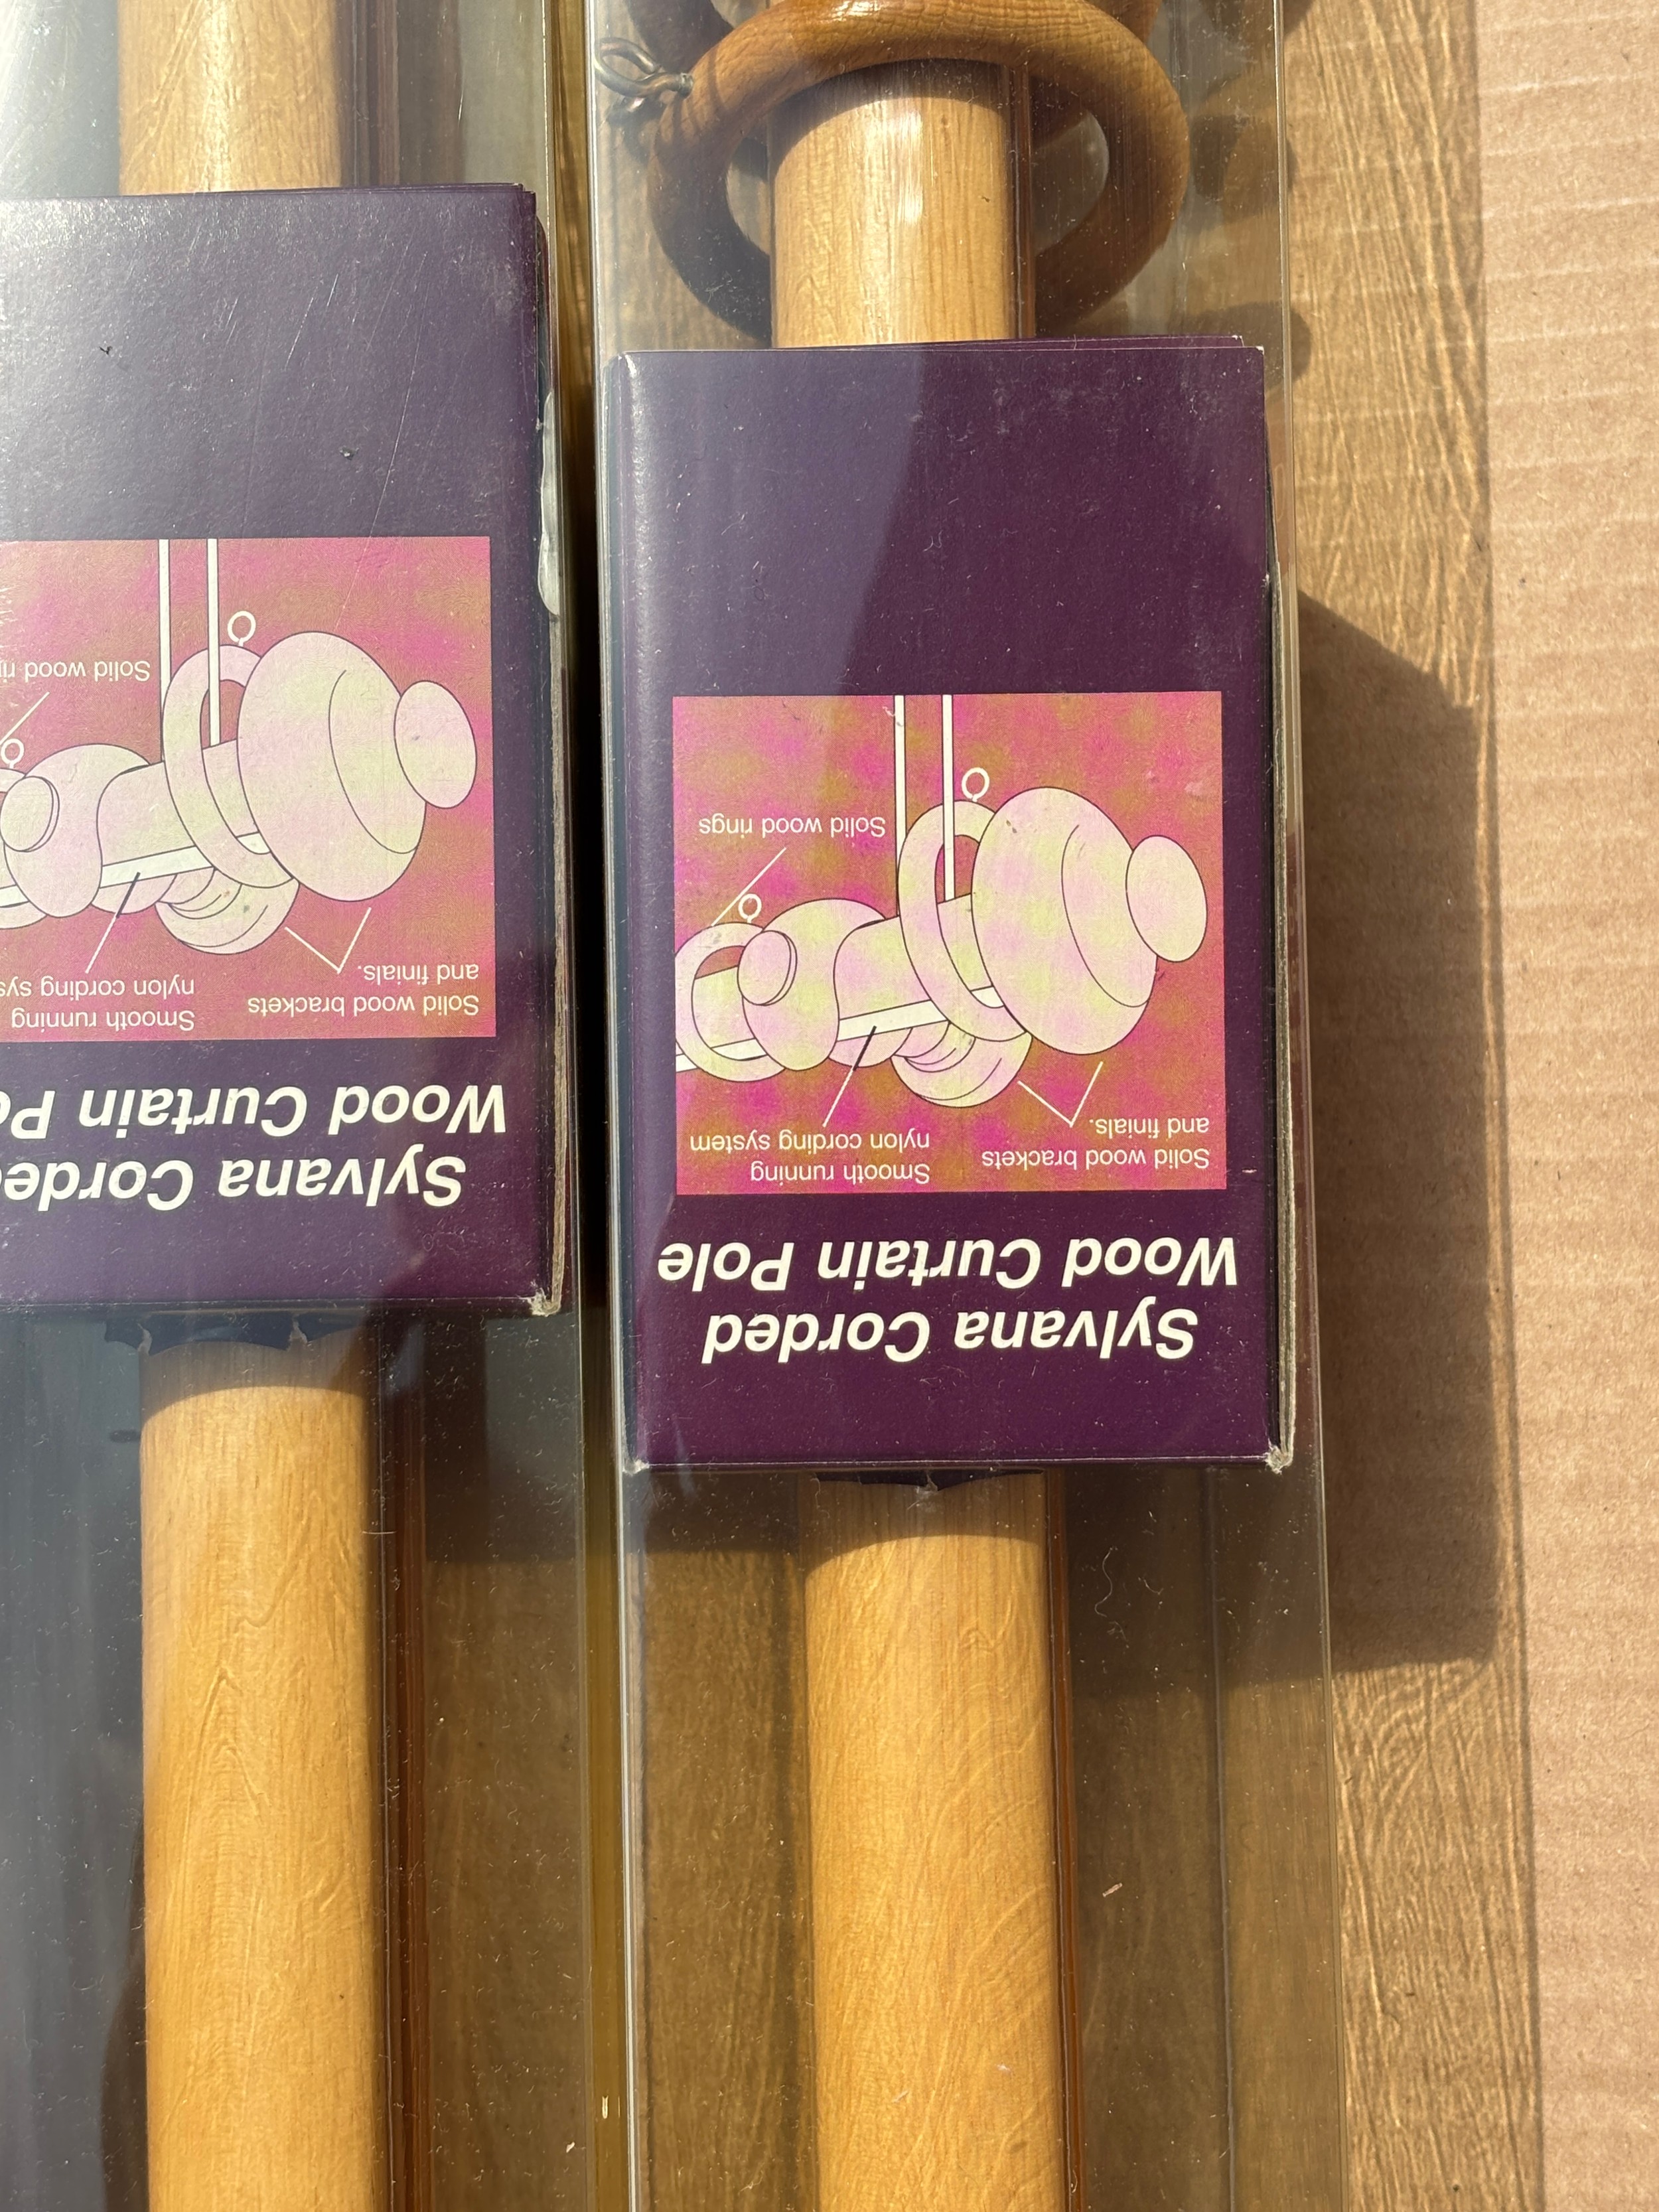 Sylvana Corded
Wood Curtain Pole
Solid wood brackets
and finials.
Smooth running
nylon cording system
Solid wood rings
Sylvana Corded
Wood Curtain Po
Solid wood brackets
and finials.
Smooth running
nylon cording sys
Solid wood ri